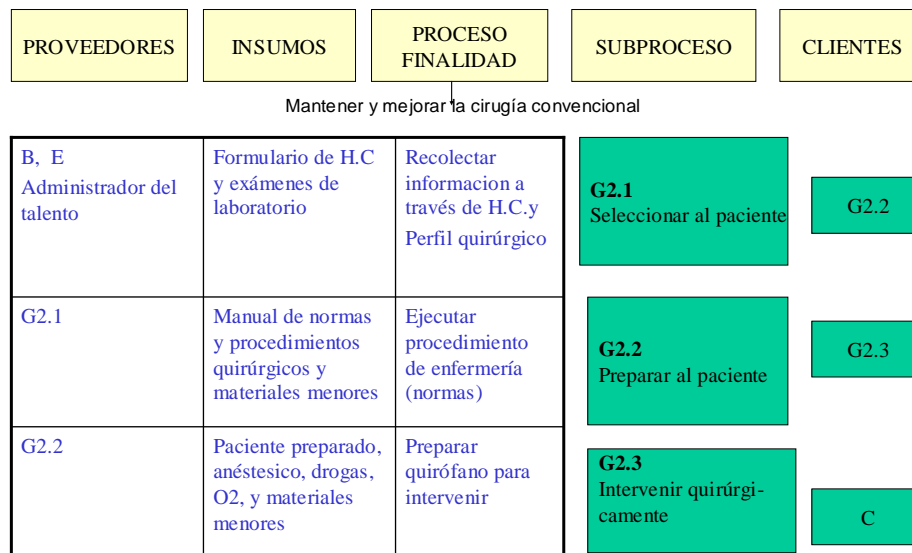 PROVEEDORES
INSUMOS
PROCESO
FINALIDAD
SUBPROCESO
CLIENTES
Mantener y mejorar la cirugía convencional
B, E
Administrador del
talento
Formulario de H.C
y exámenes de
laboratorio
Recolectar
informacion a
través de H.C.y
Perfil quirúrgico
G2.1
Seleccionar al paciente
G2.2
G2.1
Manual de normas
y procedimientos
quirúrgicos y
materiales menores
Ejecutar
procedimiento
de enfermería
(normas)
G2.2
Preparar al paciente
G2.3
G2.2
Paciente preparado,
anéstesico, drogas,
O2, y materiales
menores
Preparar
quirófano para
intervenir
G2.3
Intervenir quirúrgi-
camente
C